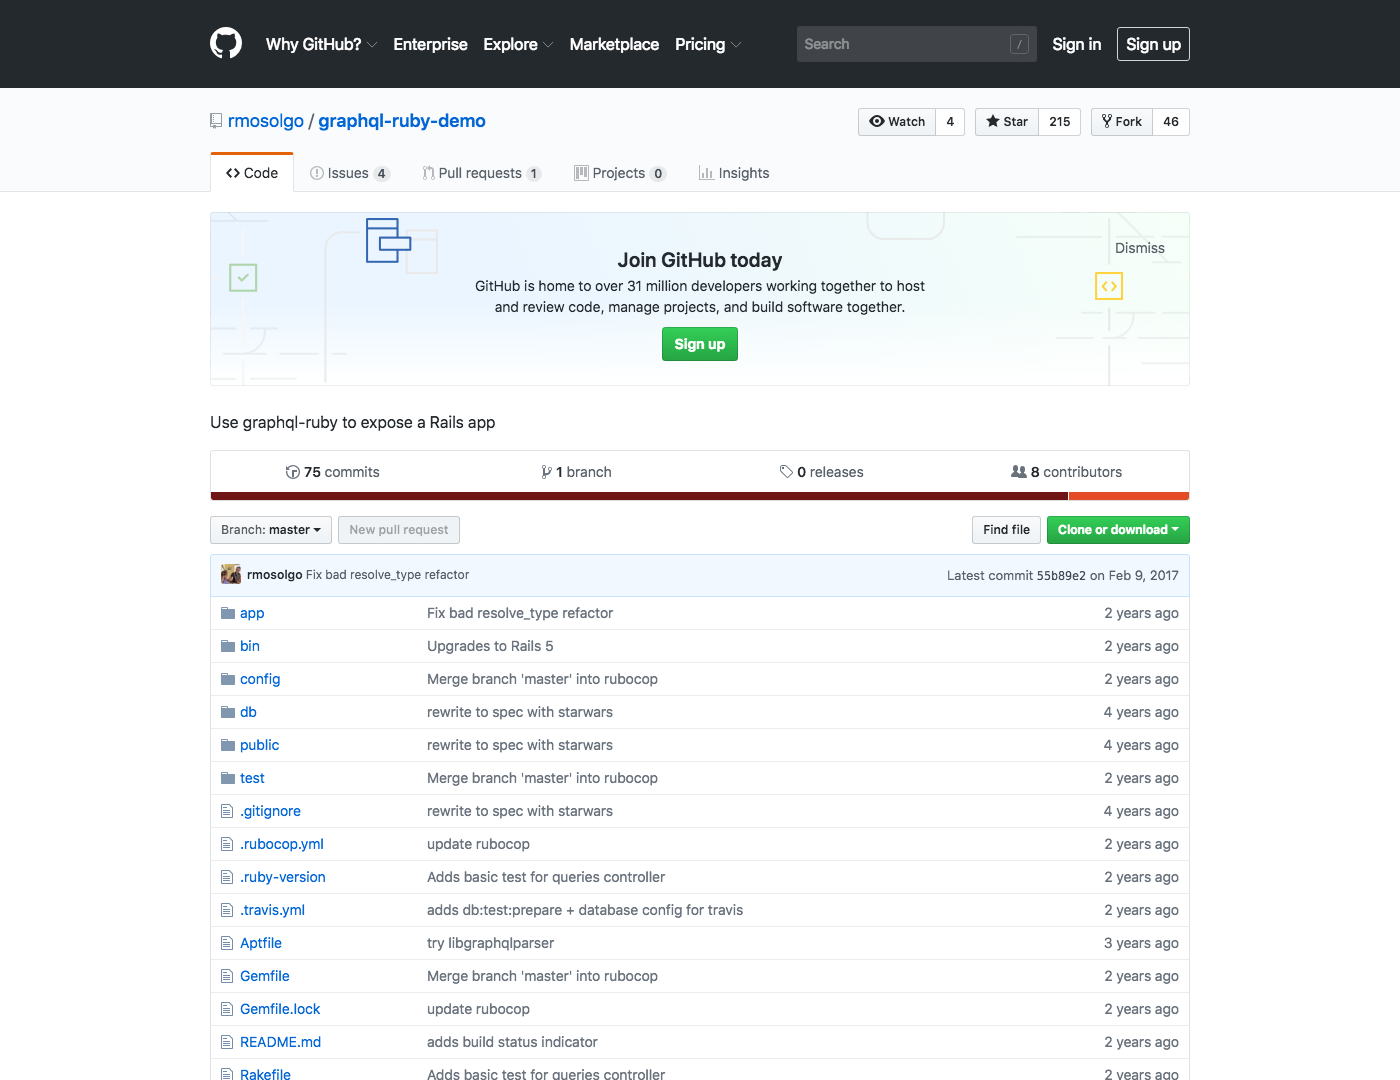 Why GitHub? Enterprise Explore Marketplace Pricing Search / Sign in Sign up
rmosolgo / graphql-ruby-demo Watch 4 Star 215 Fork 46
Code Issues 4 Pull requests 1 Projects 0 Insights
Dismiss
Join GitHub today
GitHub is home to over 31 million developers working together to host
and review code, manage projects, and build software together.
Sign up
Use graphql-ruby to expose a Rails app
75 commits 1 branch 0 releases 8 contributors
Branch: master New pull request Find file Clone or download
rmosolgo Fix bad resolve_type refactor Latest commit 55b89e2 on Feb 9, 2017
app Fix bad resolve_type refactor 2 years ago
bin Upgrades to Rails 5 2 years ago
config Merge branch 'master' into rubocop 2 years ago
db rewrite to spec with starwars 4 years ago
public rewrite to spec with starwars 4 years ago
test Merge branch 'master' into rubocop 2 years ago
.gitignore rewrite to spec with starwars 4 years ago
.rubocop.yml update rubocop 2 years ago
.ruby-version Adds basic test for queries controller 2 years ago
.travis.yml adds db:test:prepare + database config for travis 2 years ago
Aptfile try libgraphqlparser 3 years ago
Gemfile Merge branch 'master' into rubocop 2 years ago
Gemfile.lock update rubocop 2 years ago
README.md adds build status indicator 2 years ago
Rakefile Adds basic test for queries controller 2 years ago